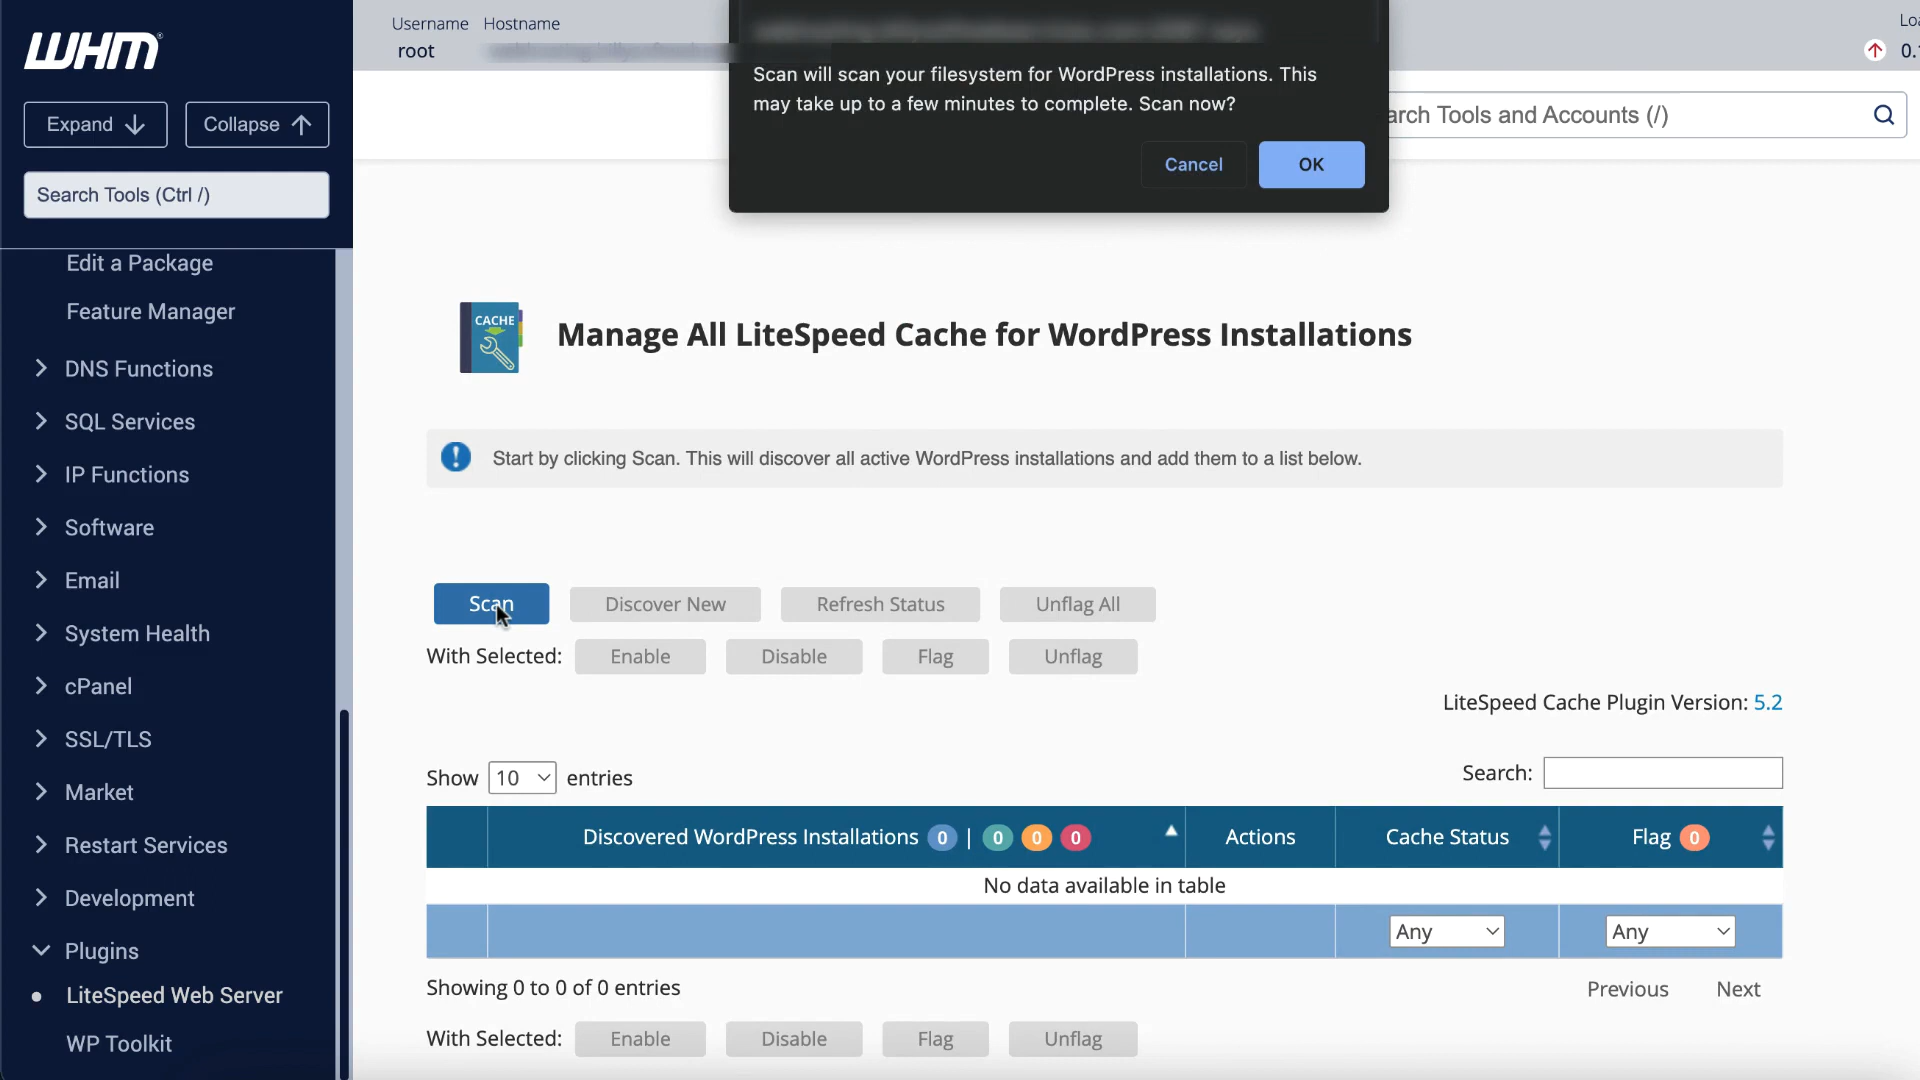 WHM
Expand
Collapse
Search Tools (Ctrl /)
Edit a Package
Feature Manager
DNS Functions
SQL Services
IP Functions
Software
Email
System Health
cPanel
SSL/TLS
Market
Restart Services
Development
Plugins
LiteSpeed Web Server
WP Toolkit
Username Hostname
root
Scan will scan your filesystem for WordPress installations. This
may take up to a few minutes to complete. Scan now?
Cancel OK
Loa
0.1
arch Tools and Accounts (/)
CACHE
Manage All LiteSpeed Cache for WordPress Installations
Start by clicking Scan. This will discover all active WordPress installations and add them to a list below.
Scan Discover New Refresh Status Unflag All
With Selected: Enable Disable Flag Unflag
LiteSpeed Cache Plugin Version: 5.2
Show 10 entries
Search:
Discovered WordPress Installations 0 | 0 0 0 Actions Cache Status Flag 0
No data available in table
Any Any
Showing 0 to 0 of 0 entries
Previous Next
With Selected: Enable Disable Flag Unflag